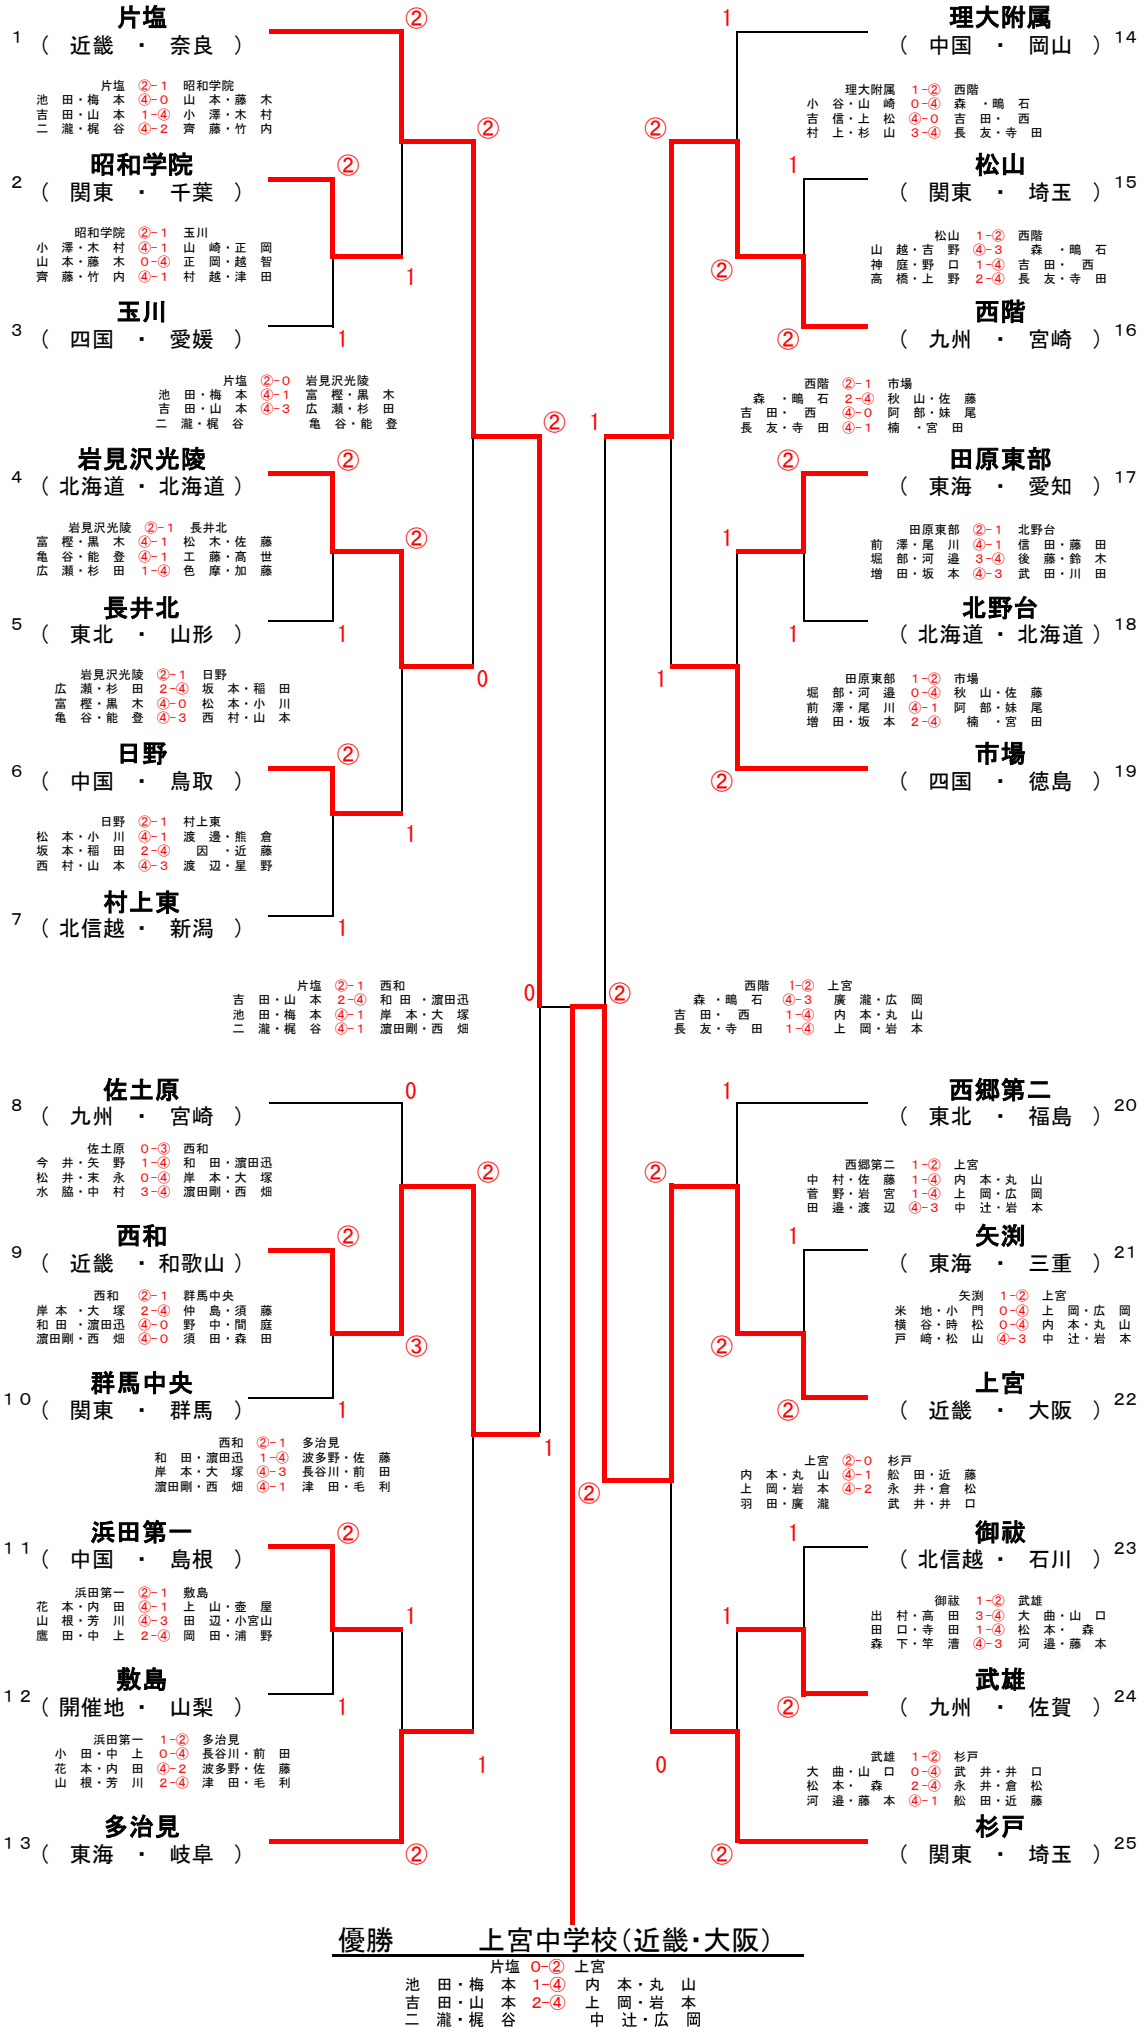 片塩
1 ( 近畿 ・ 奈良 )
②
片塩 ②-1 昭和学院
池 田・梅 本 ④-0 山 本・藤 木
吉 田・山 本 1-④ 小 澤・木 村
二 瀧・梶 谷 ④-2 齊 藤・竹 内
②
昭和学院
2 ( 関東 ・ 千葉 )
②
昭和学院 ②-1 玉川
小 澤・木 村 ④-1 山 崎・正 岡
山 本・藤 木 0-④ 正 岡・越 智
齊 藤・竹 内 ④-1 村 越・津 田
1
玉川
3 ( 四国 ・ 愛媛 )
1
片塩 ②-0 岩見沢光陵
池 田・梅 本 ④-1 富 樫・黒 木
吉 田・山 本 ④-3 広 瀬・杉 田
二 瀧・梶 谷 亀 谷・能 登
②
岩見沢光陵
4 ( 北海道 ・ 北海道 )
②
岩見沢光陵 ②-1 長井北
富 樫・黒 木 ④-1 松 木・佐 藤
亀 谷・能 登 ④-1 工 藤・髙 世
広 瀬・杉 田 1-④ 色 摩・加 藤
②
長井北
5 ( 東北 ・ 山形 )
1
岩見沢光陵 ②-1 日野
広 瀬・杉 田 2-④ 坂 本・稲 田
富 樫・黒 木 ④-0 松 本・小 川
亀 谷・能 登 ④-3 西 村・山 本
0
日野
6 ( 中国 ・ 鳥取 )
②
日野 ②-1 村上東
松 本・小 川 ④-1 渡 邊・熊 倉
坂 本・稲 田 2-④ 因 ・近 藤
西 村・山 本 ④-3 渡 辺・星 野
1
村上東
7 ( 北信越 ・ 新潟 )
1
片塩 ②-1 西和
吉 田・山 本 2-④ 和 田 ・濵田迅
池 田・梅 本 ④-1 岸 本・大 塚
二 瀧・梶 谷 ④-1 濵田剛・西 畑
0
佐土原
8 ( 九州 ・ 宮崎 )
0
佐土原 0-③ 西和
今 井・矢 野 1-④ 和 田・濵田迅
松 井・末 永 0-④ 岸 本・大 塚
水 脇・中 村 3-④ 濵田剛・西 畑
②
西和
9 ( 近畿 ・ 和歌山 )
②
西和 ②-1 群馬中央
岸 本 ・大 塚 2-④ 仲 島・須 藤
和 田 ・濵田迅 ④-0 野 中・間 庭
濵田剛・西 畑 ④-0 須 田・森 田
③
群馬中央
10 ( 関東 ・ 群馬 )
1
西和 ②-1 多治見
和 田・濵田迅 1-④ 波多野・佐 藤
岸 本・大 塚 ④-3 長谷川・前 田
濵田剛・西 畑 ④-1 津 田・毛 利
1
浜田第一
11 ( 中国 ・ 島根 )
②
浜田第一 ②-1 敷島
花 本・内 田 ④-1 上 山・壺 屋
山 根・芳 川 ④-3 田 辺・小宮山
鷹 田・中 上 2-④ 岡 田・浦 野
1
敷島
12 ( 開催地 ・ 山梨 )
1
浜田第一 1-② 多治見
小 田・中 上 0-④ 長谷川・前 田
花 本・内 田 ④-2 波多野・佐 藤
山 根・芳 川 2-④ 津 田・毛 利
1
多治見
13 ( 東海 ・ 岐阜 )
②
1
理大附属
( 中国 ・ 岡山 ) 14
理大附属 1-② 西階
小 谷・山 崎 0-④ 森 ・鴫 石
吉 信・上 松 ④-0 吉 田・ 西
村 上・杉 山 3-④ 長 友・寺 田
②
1
松山
( 関東 ・ 埼玉 ) 15
松山 1-② 西階
山 越・吉 野 ④-3 森 ・鴫 石
神 庭・野 口 1-④ 吉 田・ 西
高 橋・上 野 2-④ 長 友・寺 田
②
西階
( 九州 ・ 宮崎 ) 16
②
西階 ②-1 市場
森 ・鴫 石 2-④ 秋 山・佐 藤
吉 田・ 西 ④-0 阿 部・妹 尾
長 友・寺 田 ④-1 楠 ・宮 田
1
②
田原東部
( 東海 ・ 愛知 ) 17
田原東部 ②-1 北野台
前 澤・尾 川 ④-1 信 田・藤 田
堀 部・河 邉 3-④ 後 藤・鈴 木
増 田・坂 本 ④-3 武 田・川 田
1
北野台
( 北海道 ・ 北海道 ) 18
1
田原東部 1-② 市場
堀 部・河 邉 0-④ 秋 山・佐 藤
前 澤・尾 川 ④-1 阿 部・妹 尾
増 田・坂 本 2-④ 楠 ・宮 田
1
市場
( 四国 ・ 徳島 ) 19
②
西階 1-② 上宮
森 ・鴫 石 ④-3 廣 瀧・広 岡
吉 田・ 西 1-④ 内 本・丸 山
長 友・寺 田 1-④ 上 岡・岩 本
②
1
西郷第二
( 東北 ・ 福島 ) 20
西郷第二 1-② 上宮
中 村・佐 藤 1-④ 内 本・丸 山
菅 野・岩 宮 1-④ 上 岡・広 岡
田 邉・渡 辺 ④-3 中 辻・岩 本
②
1
矢渕
( 東海 ・ 三重 ) 21
矢渕 1-② 上宮
米 地・小 門 0-④ 上 岡・広 岡
横 谷・時 松 0-④ 内 本・丸 山
戸 﨑・松 山 ④-3 中 辻・岩 本
②
上宮
( 近畿 ・ 大阪 ) 22
②
上宮 ②-0 杉戸
内 本・丸 山 ④-1 舩 田・近 藤
上 岡・岩 本 ④-2 永 井・倉 松
羽 田・廣 瀧 武 井・井 口
②
1
御祓
( 北信越 ・ 石川 ) 23
御祓 1-② 武雄
出 村・高 田 3-④ 大 曲・山 口
田 口・寺 田 1-④ 松 本・ 森
森 下・竿 漕 ④-3 河 邉・藤 本
1
武雄
( 九州 ・ 佐賀 ) 24
②
武雄 1-② 杉戸
大 曲・山 口 0-④ 武 井・井 口
松 本・ 森 2-④ 永 井・倉 松
河 邉・藤 本 ④-1 舩 田・近 藤
0
杉戸
( 関東 ・ 埼玉 ) 25
②
優勝 上宮中学校(近畿・大阪)
片塩 0-② 上宮
池 田・梅 本 1-④ 内 本・丸 山
吉 田・山 本 2-④ 上 岡・岩 本
二 瀧・梶 谷 中 辻・広 岡